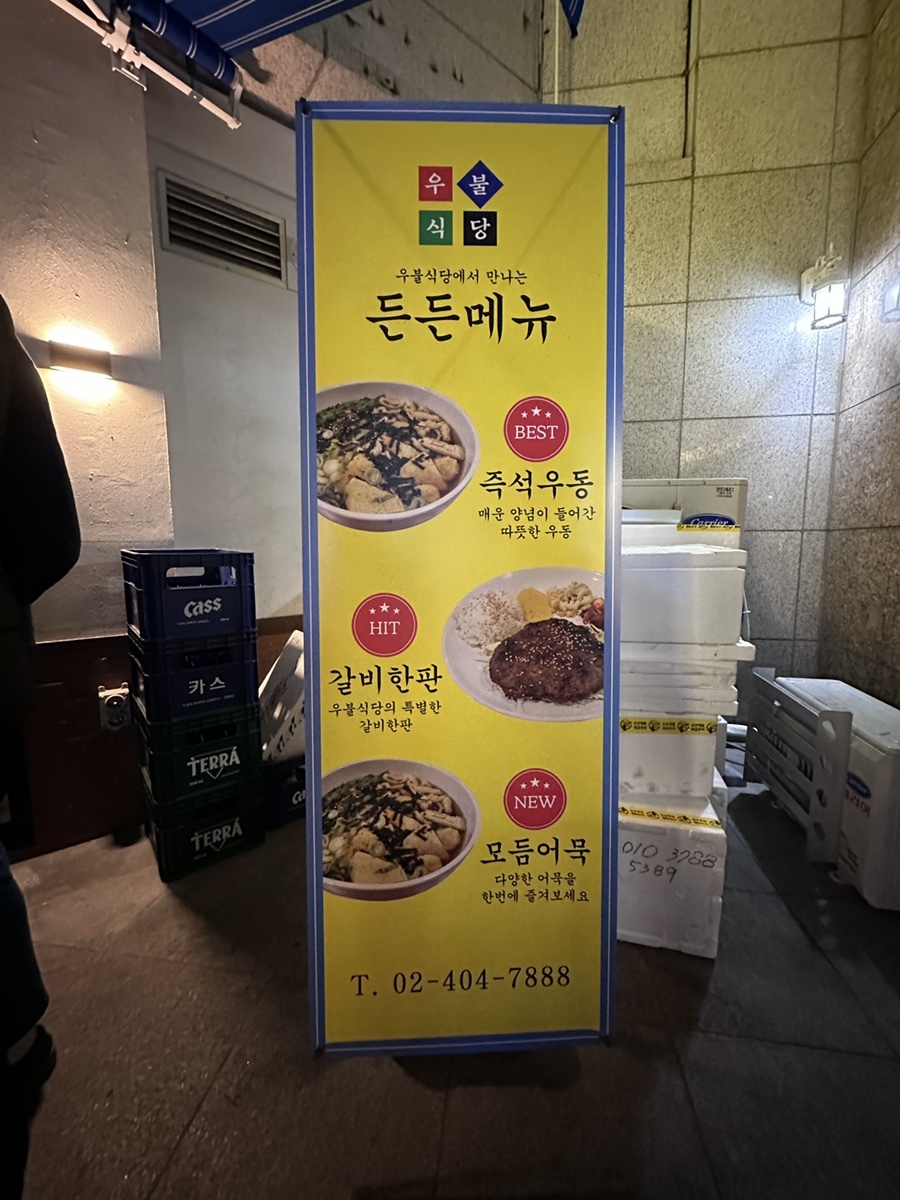 우불
식당
우불식당에서 만나는
든든메뉴
BEST
즉석우동
매운 양념이 들어간
따뜻한 우동
HIT
갈비한판
우불식당의 특별한
갈비한판
NEW
모듬어묵
다양한 어묵을
한번에 즐겨보세요
T. 02-404-7888
cass
카스
TERRA
TERRA
Carrier
010 3788
5389